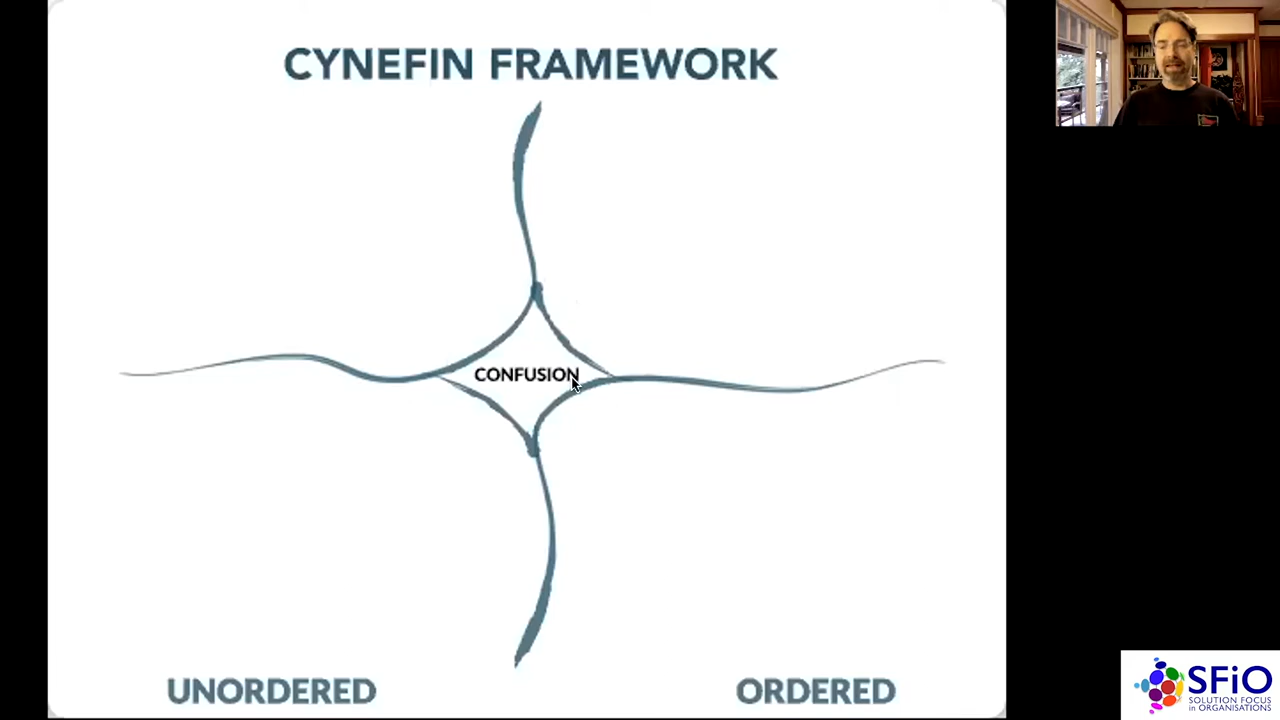 CYNEFIN FRAMEWORK
CONFUSION
UNORDERED
ORDERED
SFiO
SOLUTION FOCUS
in ORGANISATIONS